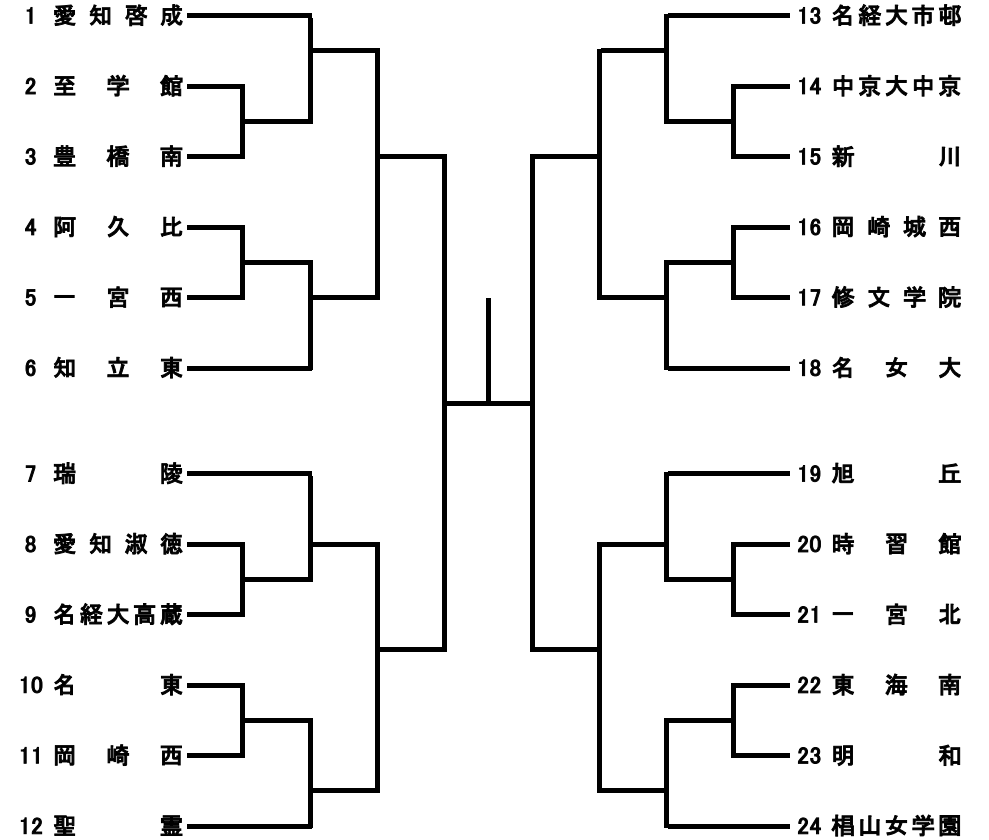 1 愛知啓成
2 至学館
3 豊橋南
4 阿久比
5 一宮西
6 知立東
7 瑞陵
8 愛知淑徳
9 名経大高蔵
10 名東
11 岡崎西
12 聖霊
13 名経大市邨
14 中京大中京
15 新川
16 岡崎城西
17 修文学院
18 名女大
19 旭丘
20 時習館
21 一宮北
22 東海南
23 明和
24 椙山女学園